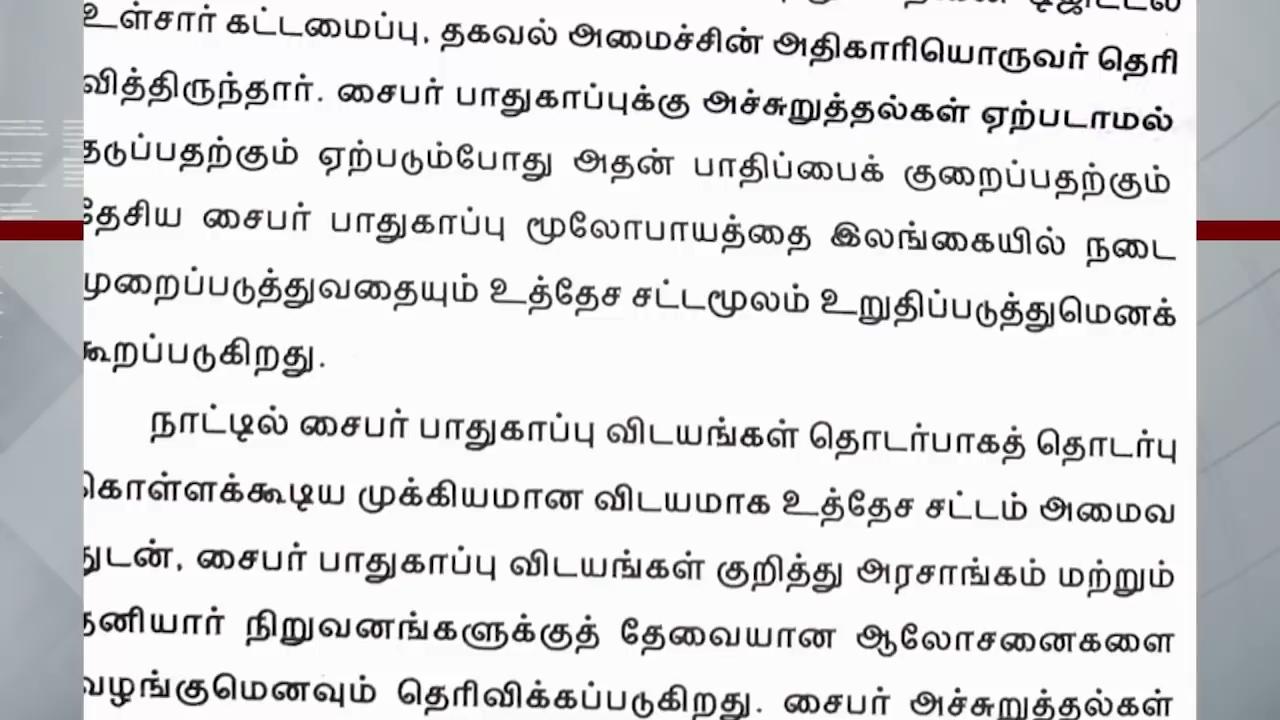 உள்சார் கட்டமைப்பு, தகவல் அமைச்சின் அதிகாரியொருவர் தெரி
வித்திருந்தார். சைபர் பாதுகாப்புக்கு அச்சுறுத்தல்கள் ஏற்படாமல்
தடுப்பதற்கும் ஏற்படும்போது அதன் பாதிப்பைக் குறைப்பதற்கும்
தேசிய சைபர் பாதுகாப்பு மூலோபாயத்தை இலங்கையில் நடை
முறைப்படுத்துவதையும் உத்தேச சட்டமூலம் உறுதிப்படுத்துமெனக்
கூறப்படுகிறது.
நாட்டில் சைபர் பாதுகாப்பு விடயங்கள் தொடர்பாகத் தொடர்பு
கொள்ளக்கூடிய முக்கியமான விடயமாக உத்தேச சட்டம் அமைவ
துடன், சைபர் பாதுகாப்பு விடயங்கள் குறித்து அரசாங்கம் மற்றும்
தனியார் நிறுவனங்களுக்குத் தேவையான ஆலோசனைகளை
வழங்குமெனவும் தெரிவிக்கப்படுகிறது. சைபர் அச்சுறுத்தல்கள்